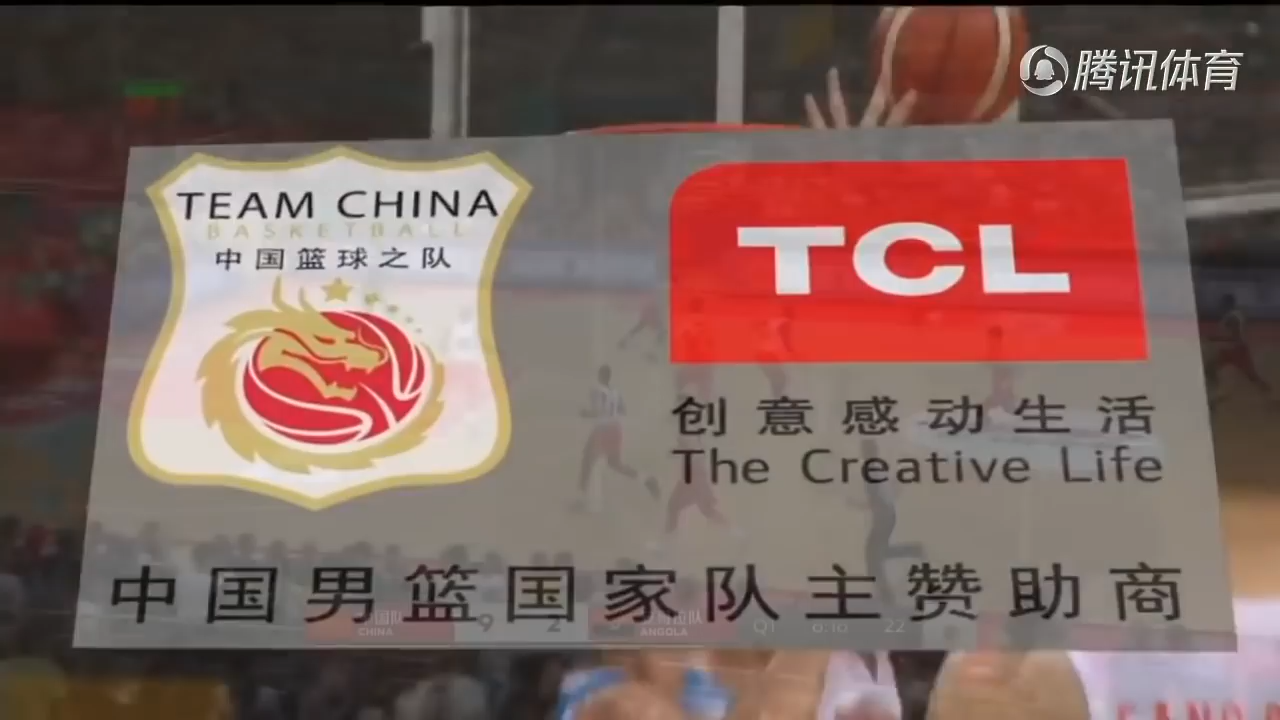 腾讯体育
TEAM CHINA
BASKETBALL
中国篮球之队
TCL
创意感动生活
The Creative Life
中国男篮国家队主赞助商
CHINA
9
2
ANGOLA
Q1
22